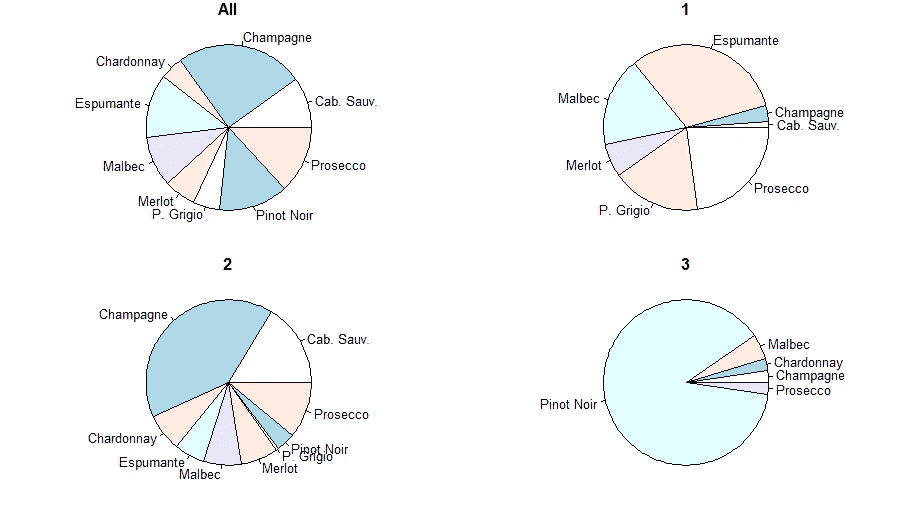 All
Champagne
Chardonnay
Espumante
Cab. Sauv.
Malbec
Prosecco
Merlot
P. Grigio
Pinot Noir
1
Espumante
Malbec
Champagne
Cab. Sauv.
Merlot
Prosecco
P. Grigio
2
Champagne
Cab. Sauv.
Prosecco
Chardonnay
Pinot Noir
P. Grigio
Espumante
Merlot
Malbec
3
Malbec
Chardonnay
Champagne
Prosecco
Pinot Noir